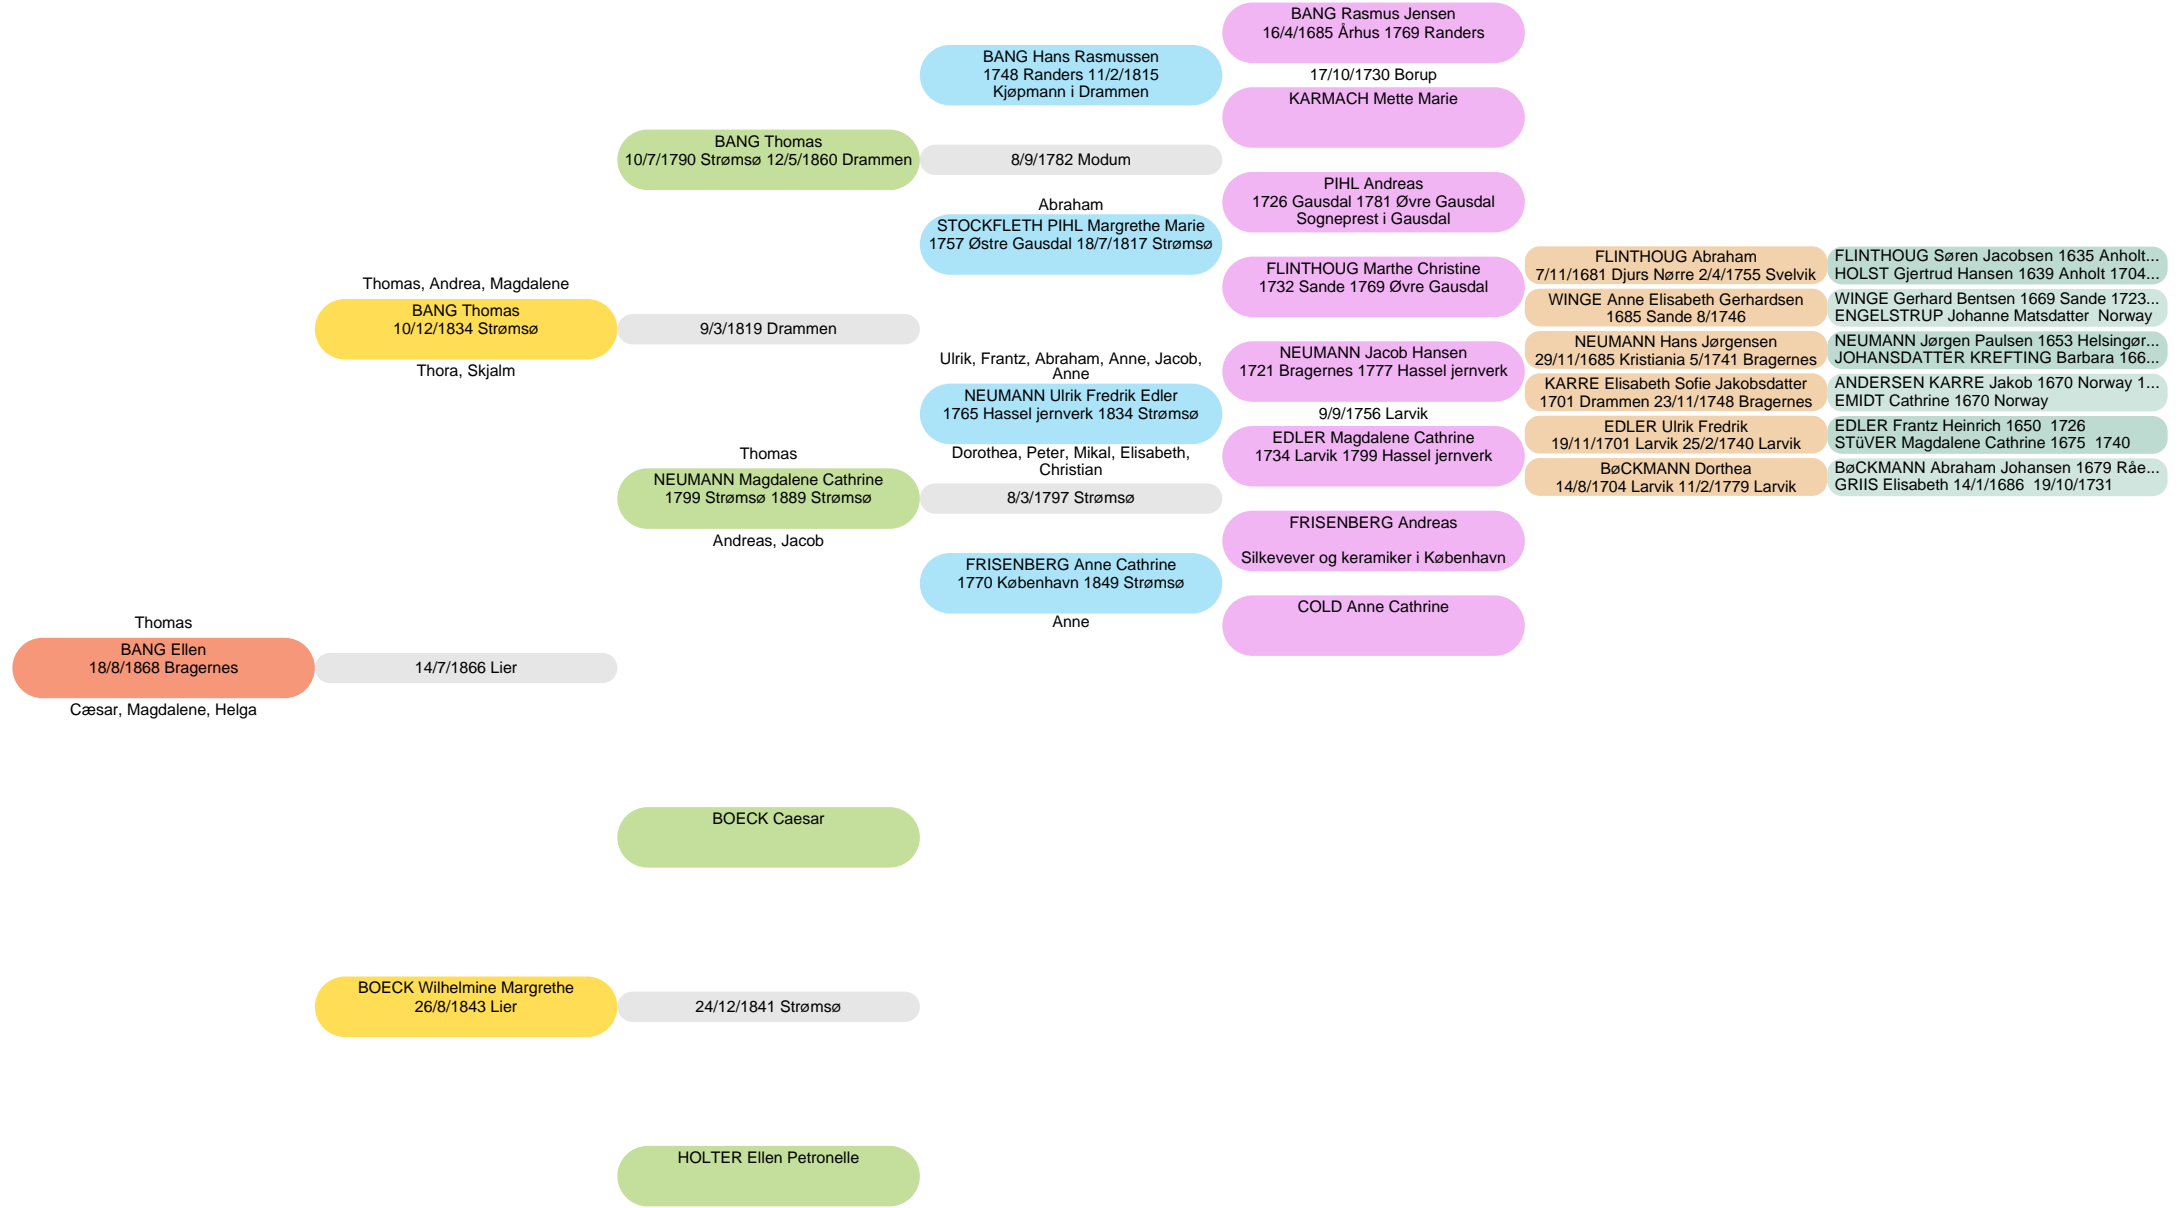 BANG Rasmus Jensen
16/4/1685 Århus 1769 Randers
BANG Hans Rasmussen
1748 Randers 11/2/1815
Kjøpmann i Drammen
17/10/1730 Borup
KARMACH Mette Marie
BANG Thomas
10/7/1790 Strømsø 12/5/1860 Drammen
8/9/1782 Modum
PIHL Andreas
1726 Gausdal 1781 Øvre Gausdal
Sogneprest i Gausdal
Abraham
STOCKFLETH PIHL Margrethe Marie
1757 Østre Gausdal 18/7/1817 Strømsø
FLINTHOUG Marthe Christine
1732 Sande 1769 Øvre Gausdal
FLINTHOUG Abraham
7/11/1681 Djurs Nørre 2/4/1755 Svelvik
FLINTHOUG Søren Jacobsen 1635 Anholt...
HOLST Gjertrud Hansen 1639 Anholt 1704...
WINGE Anne Elisabeth Gerhardsen
1685 Sande 8/1746
WINGE Gerhard Bentsen 1669 Sande 1723...
ENGELSTRUP Johanne Matsdatter  Norway
Thomas, Andrea, Magdalene
BANG Thomas
10/12/1834 Strømsø
Thora, Skjalm
9/3/1819 Drammen
Ulrik, Frantz, Abraham, Anne, Jacob,
Anne
NEUMANN Ulrik Fredrik Edler
1765 Hassel jernverk 1834 Strømsø
Dorothea, Peter, Mikal, Elisabeth,
Christian
NEUMANN Jacob Hansen
1721 Bragernes 1777 Hassel jernverk
9/9/1756 Larvik
EDLER Magdalene Cathrine
1734 Larvik 1799 Hassel jernverk
NEUMANN Hans Jørgensen
29/11/1685 Kristiania 5/1741 Bragernes
NEUMANN Jørgen Paulsen 1653 Helsingør...
JOHANSDATTER KREFTING Barbara 166...
KARRE Elisabeth Sofie Jakobsdatter
1701 Drammen 23/11/1748 Bragernes
ANDERSEN KARRE Jakob 1670 Norway 1...
EMIDT Cathrine 1670 Norway
EDLER Ulrik Fredrik
19/11/1701 Larvik 25/2/1740 Larvik
EDLER Frantz Heinrich 1650  1726
STüVER Magdalene Cathrine 1675  1740
BøCKMANN Dorthea
14/8/1704 Larvik 11/2/1779 Larvik
BøCKMANN Abraham Johansen 1679 Råe...
GRIIS Elisabeth 14/1/1686  19/10/1731
Thomas
NEUMANN Magdalene Cathrine
1799 Strømsø 1889 Strømsø
Andreas, Jacob
8/3/1797 Strømsø
FRISENBERG Andreas
Silkevever og keramiker i København
FRISENBERG Anne Cathrine
1770 København 1849 Strømsø
Anne
COLD Anne Cathrine
Thomas
BANG Ellen
18/8/1868 Bragernes
Cæsar, Magdalene, Helga
14/7/1866 Lier
BOECK Caesar
BOECK Wilhelmine Margrethe
26/8/1843 Lier
24/12/1841 Strømsø
HOLTER Ellen Petronelle